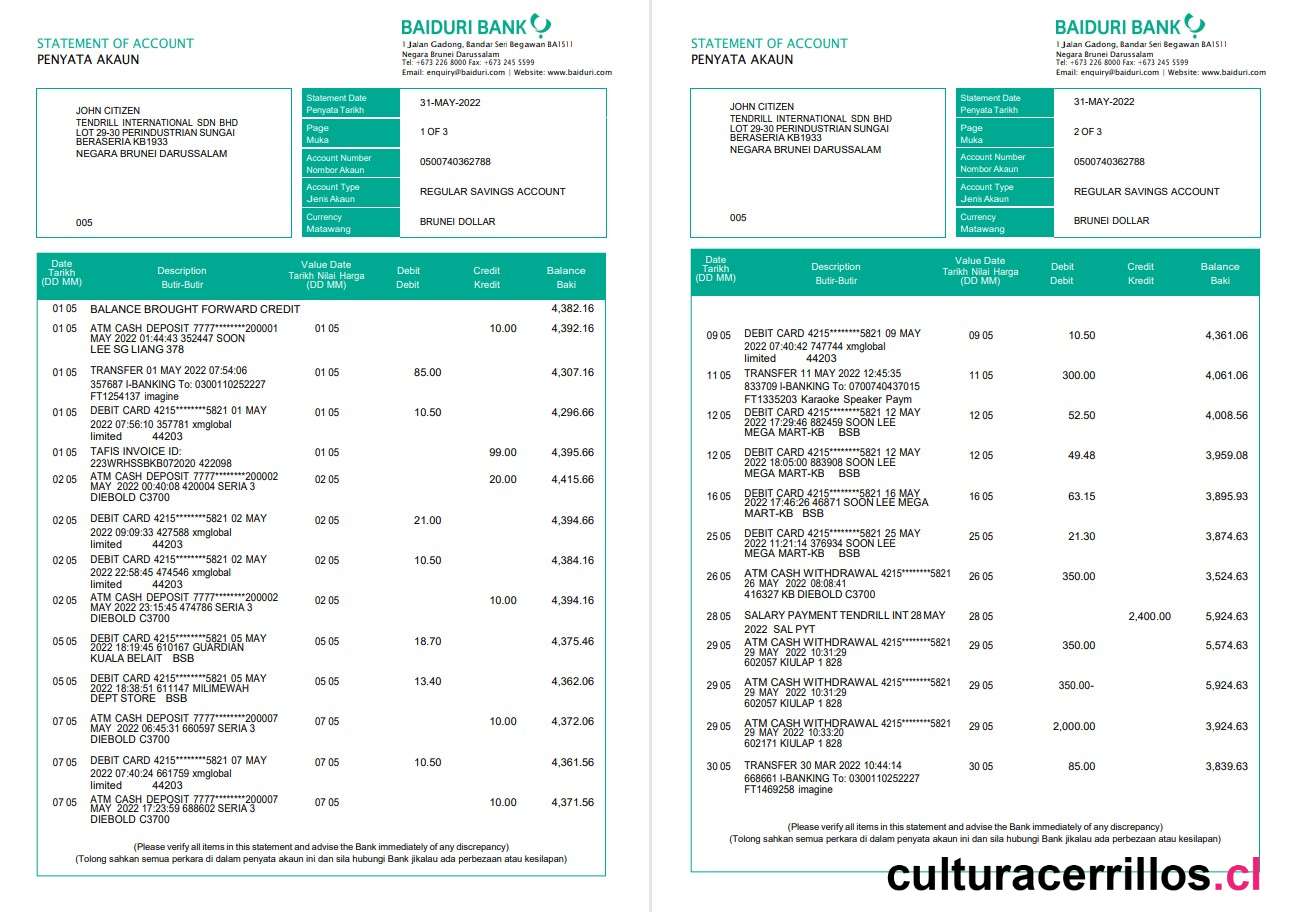 STATEMENT OF ACCOUNT
PENYATA AKAUN
BAIDURI BANK
1 Jalan Gadong, Bandar Seri Begawan BA1511
Negara Brunei Darussalam
Tel: +673 226 8000 Fax: +673 245 5599
Email: enquiry@baiduri.com | Website: www.baiduri.com
JOHN CITIZEN
TENDRILL INTERNATIONAL SDN BHD
LOT 29-30 PERINDUSTRIAN SUNGAI
BERASERIA KB1933
NEGARA BRUNEI DARUSSALAM
005
Statement Date 31-MAY-2022
Penyata Tarikh
Page 1 OF 3
Muka
Account Number 0500740362788
Nombor Akaun
Account Type REGULAR SAVINGS ACCOUNT
Jenis Akaun
Currency BRUNEI DOLLAR
Matawang
Date Description Value Date Debit Credit Balance
Tarikh Butir-Butir Tarikh Nilai Harga Debit Kredit Baki
(DD MM) (DD MM)
01 05 BALANCE BROUGHT FORWARD CREDIT 4,382.16
01 05 ATM CASH DEPOSIT 7777********200001 01 05 10.00 4,392.16
MAY 2022 01:44:43 352447 SOON
LEE SG LIANG 378
01 05 TRANSFER 01 MAY 2022 07:54:06 01 05 85.00 4,307.16
357687 I-BANKING To: 0300110252227
FT1254137 imagine
01 05 DEBIT CARD 4215********5821 01 MAY 01 05 10.50 4,296.66
2022 07:56:10 357781 xmglobal
limited 44203
01 05 TAFIS INVOICE ID: 01 05 99.00 4,395.66
223WRHSSBKB072020 422098
02 05 ATM CASH DEPOSIT 7777********200002 02 05 20.00 4,415.66
MAY 2022 00:40:08 420004 SERIA 3
DIEBOLD C3700
02 05 DEBIT CARD 4215********5821 02 MAY 02 05 21.00 4,394.66
2022 09:09:33 427588 xmglobal
limited 44203
02 05 DEBIT CARD 4215********5821 02 MAY 02 05 10.50 4,384.16
2022 22:58:45 474546 xmglobal
limited 44203
02 05 ATM CASH DEPOSIT 7777********200002 02 05 10.00 4,394.16
MAY 2022 23:15:45 474786 SERIA 3
DIEBOLD C3700
05 05 DEBIT CARD 4215********5821 05 MAY 05 05 18.70 4,375.46
2022 18:19:45 610167 GUARDIAN
KUALA BELAIT BSB
05 05 DEBIT CARD 4215********5821 05 MAY 05 05 13.40 4,362.06
2022 18:38:51 611147 MILIMEWAH
DEPT STORE BSB
07 05 ATM CASH DEPOSIT 7777********200007 07 05 10.00 4,372.06
MAY 2022 06:45:31 660597 SERIA 3
DIEBOLD C3700
07 05 DEBIT CARD 4215********5821 07 MAY 07 05 10.50 4,361.56
2022 07:40:24 661759 xmglobal
limited 44203
07 05 ATM CASH DEPOSIT 7777********200007 07 05 10.00 4,371.56
MAY 2022 17:23:59 688602 SERIA 3
DIEBOLD C3700
(Please verify all items in this statement and advise the Bank immediately of any discrepancy)
(Tolong sahkan semua perkara di dalam penyata akaun ini dan sila hubungi Bank jikalau ada perbezaan atau kesilapan)
STATEMENT OF ACCOUNT
PENYATA AKAUN
BAIDURI BANK
1 Jalan Gadong, Bandar Seri Begawan BA1511
Negara Brunei Darussalam
Tel: +673 226 8000 Fax: +673 245 5599
Email: enquiry@baiduri.com | Website: www.baiduri.com
JOHN CITIZEN
TENDRILL INTERNATIONAL SDN BHD
LOT 29-30 PERINDUSTRIAN SUNGAI
BERASERIA KB1933
NEGARA BRUNEI DARUSSALAM
005
Statement Date 31-MAY-2022
Penyata Tarikh
Page 2 OF 3
Muka
Account Number 0500740362788
Nombor Akaun
Account Type REGULAR SAVINGS ACCOUNT
Jenis Akaun
Currency BRUNEI DOLLAR
Matawang
Date Description Value Date Debit Credit Balance
Tarikh Butir-Butir Tarikh Nilai Harga Debit Kredit Baki
(DD MM) (DD MM)
09 05 DEBIT CARD 4215********5821 09 MAY 09 05 10.50 4,361.06
2022 07:40:42 747744 xmglobal
limited 44203
11 05 TRANSFER 11 MAY 2022 12:45:35 11 05 300.00 4,061.06
833709 I-BANKING To: 0700740437015
FT1335203 Karaoke Speaker Paym
12 05 DEBIT CARD 4215********5821 12 MAY 12 05 52.50 4,008.56
2022 17:29:46 882459 SOON LEE
MEGA MART-KB BSB
12 05 DEBIT CARD 4215********5821 12 MAY 12 05 49.48 3,959.08
2022 18:05:00 883908 SOON LEE
MEGA MART-KB BSB
16 05 DEBIT CARD 4215********5821 16 MAY 16 05 63.15 3,895.93
2022 17:46:26 46871 SOON LEE MEGA
MART-KB BSB
25 05 DEBIT CARD 4215********5821 25 MAY 25 05 21.30 3,874.63
2022 11:21:14 376934 SOON LEE
MEGA MART-KB BSB
26 05 ATM CASH WITHDRAWAL 4215********5821 26 05 350.00 3,524.63
26 MAY 2022 08:08:41
416327 KB DIEBOLD C3700
28 05 SALARY PAYMENT TENDRILL INT 28 MAY 28 05 2,400.00 5,924.63
2022 SAL PYT
29 05 ATM CASH WITHDRAWAL 4215********5821 29 05 350.00 5,574.63
29 MAY 2022 10:31:29
602057 KIULAP 1 828
29 05 ATM CASH WITHDRAWAL 4215********5821 29 05 350.00- 5,924.63
29 MAY 2022 10:31:29
602057 KIULAP 1 828
29 05 ATM CASH WITHDRAWAL 4215********5821 29 05 2,000.00 3,924.63
29 MAY 2022 10:33:20
602171 KIULAP 1 828
30 05 TRANSFER 30 MAR 2022 10:44:14 30 05 85.00 3,839.63
668661 I-BANKING To: 0300110252227
FT1469258 imagine
(Please verify all items in this statement and advise the Bank immediately of any discrepancy)
(Tolong sahkan semua perkara di dalam penyata akaun ini dan sila hubungi Bank jikalau ada perbezaan atau kesilapan)
culturacerrillos.cl